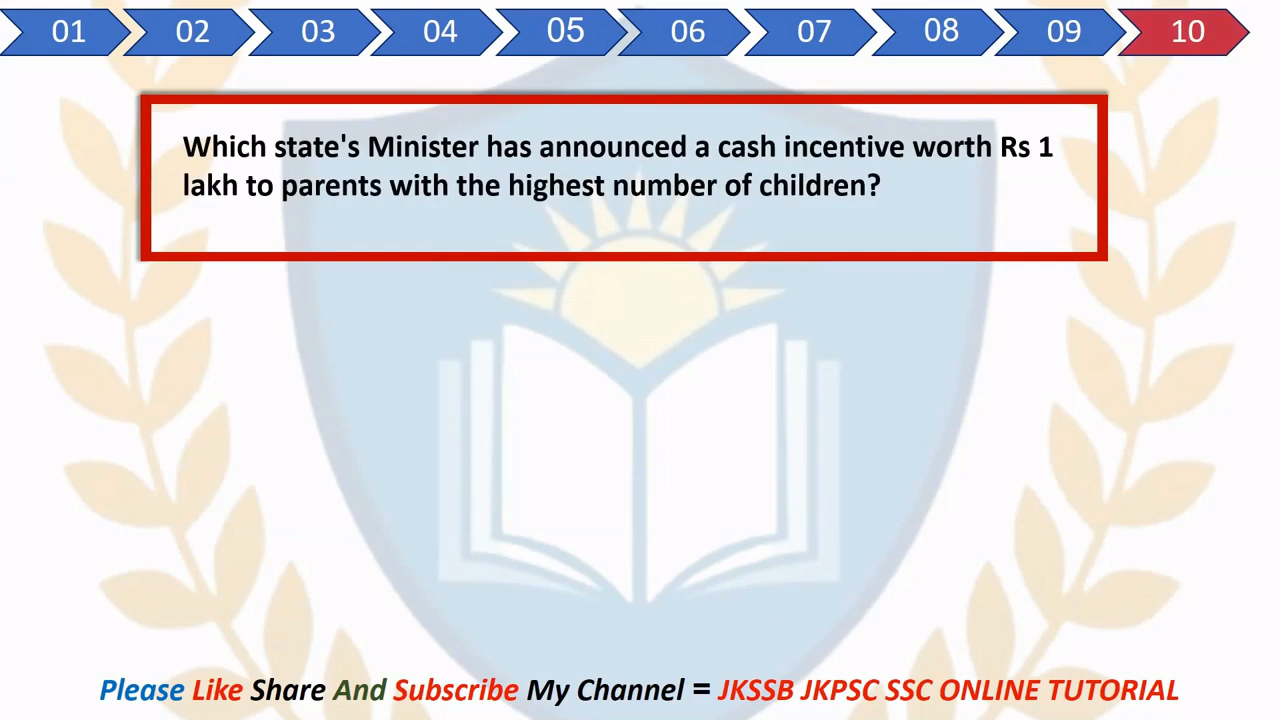 01 02 03 04 05 06 07 08 09 10
Which state's Minister has announced a cash incentive worth Rs 1
lakh to parents with the highest number of children?
Please Like Share And Subscribe My Channel = JKSSB JKPSC SSC ONLINE TUTORIAL